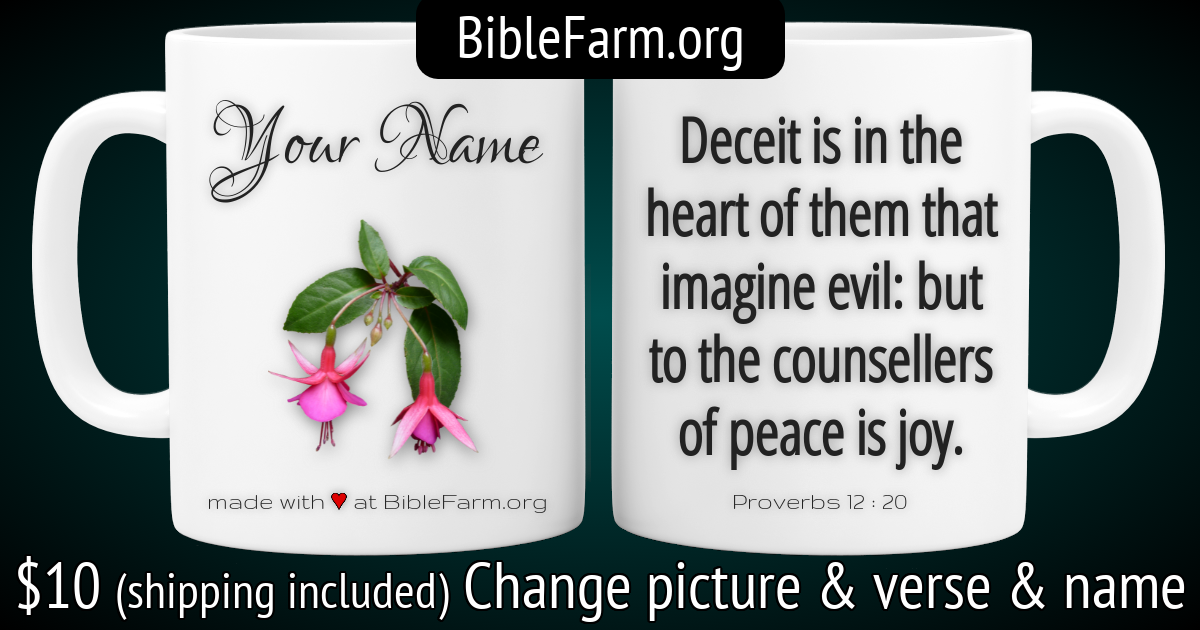 BibleFarm.org
Your Name
made with ♥ at BibleFarm.org
Deceit is in the
heart of them that
imagine evil: but
to the counsellers
of peace is joy.
Proverbs 12 : 20
$10 (shipping included) Change picture & verse & name